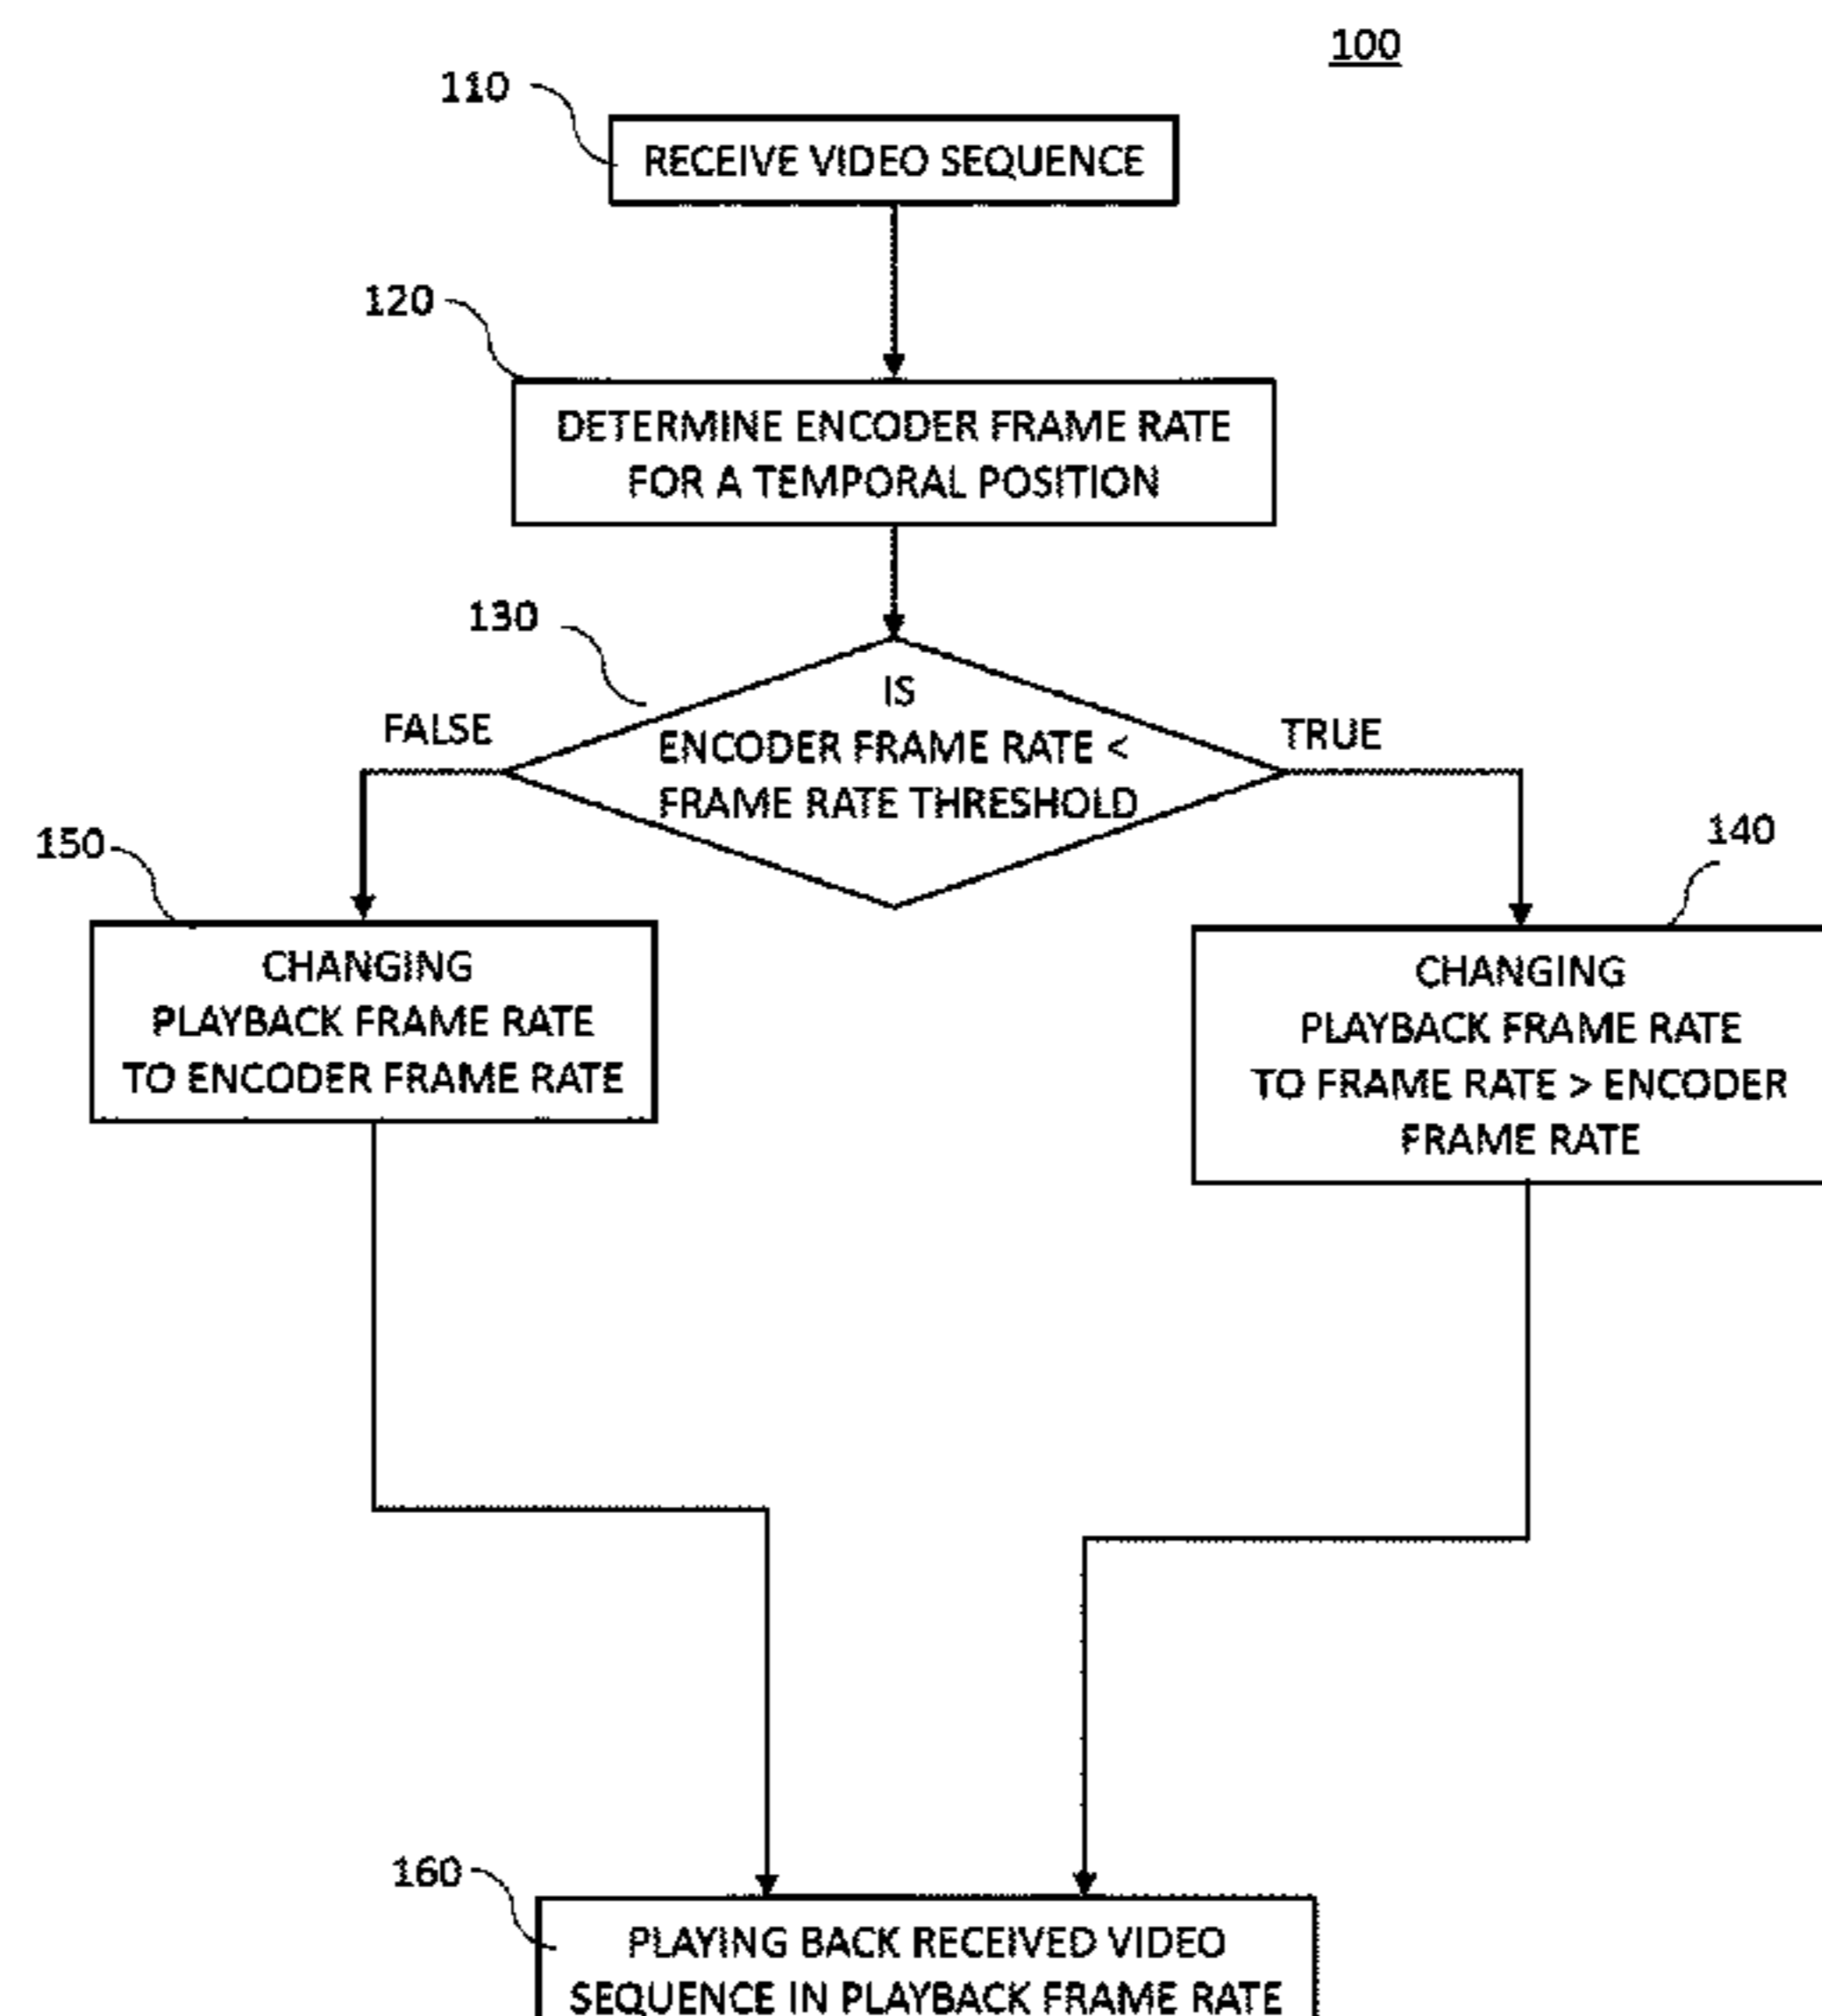 100
110
RECEIVE VIDEO SEQUENCE
120
DETERMINE ENCODER FRAME RATE
FOR A TEMPORAL POSITION
130
IS
ENCODER FRAME RATE <
FRAME RATE THRESHOLD
FALSE
TRUE
150
CHANGING
PLAYBACK FRAME RATE
TO ENCODER FRAME RATE
140
CHANGING
PLAYBACK FRAME RATE
TO FRAME RATE > ENCODER
FRAME RATE
160
PLAYING BACK RECEIVED VIDEO
SEQUENCE IN PLAYBACK FRAME RATE